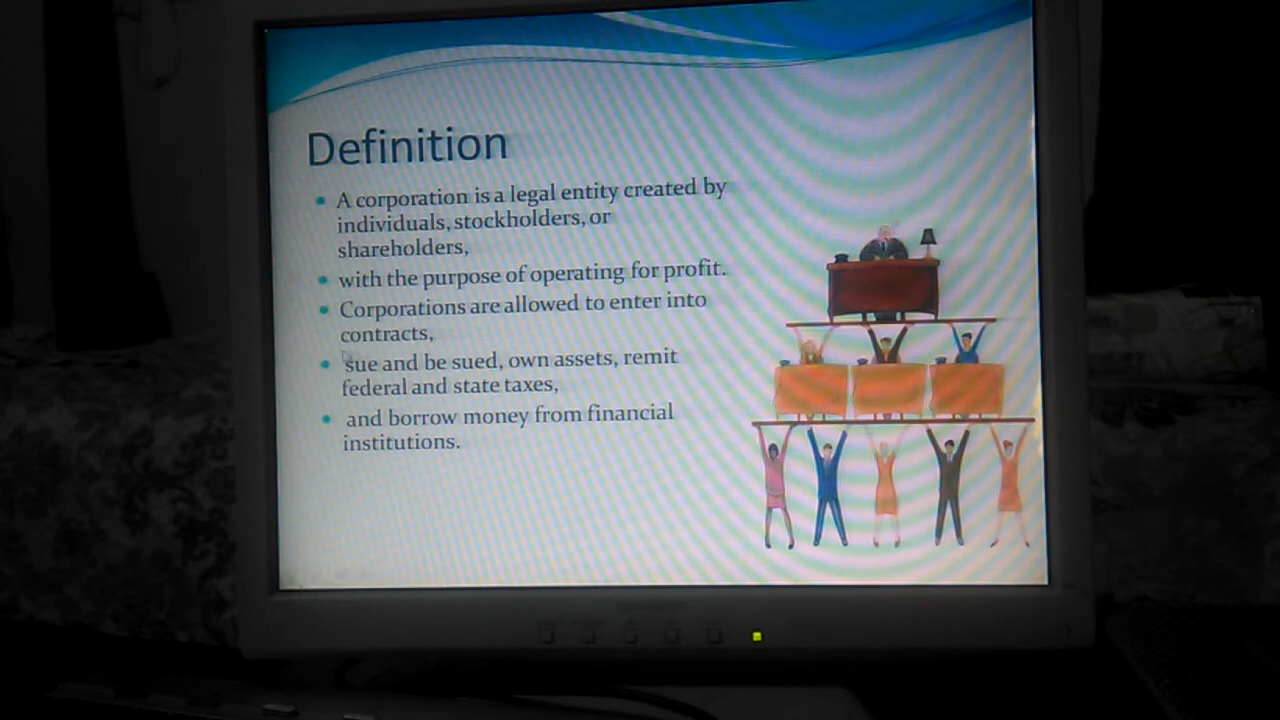 Definition
• A corporation is a legal entity created by
individuals, stockholders, or
shareholders,
• with the purpose of operating for profit.
• Corporations are allowed to enter into
contracts,
• sue and be sued, own assets, remit
federal and state taxes,
• and borrow money from financial
institutions.